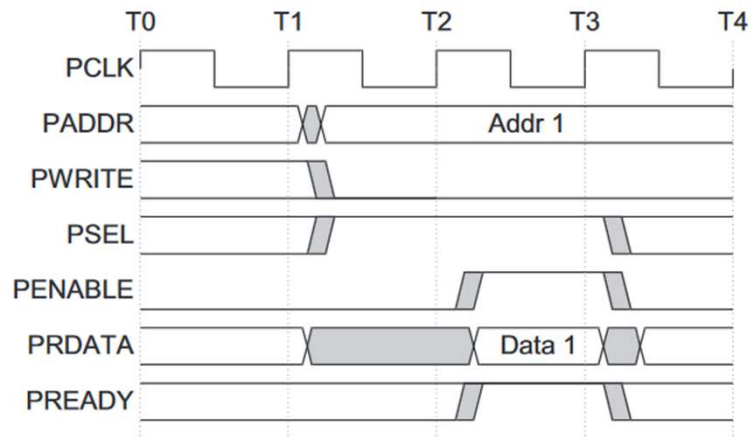 T0 T1 T2 T3 T4
PCLK
PADDR Addr 1
PWRITE
PSEL
PENABLE
PRDATA Data 1
PREADY